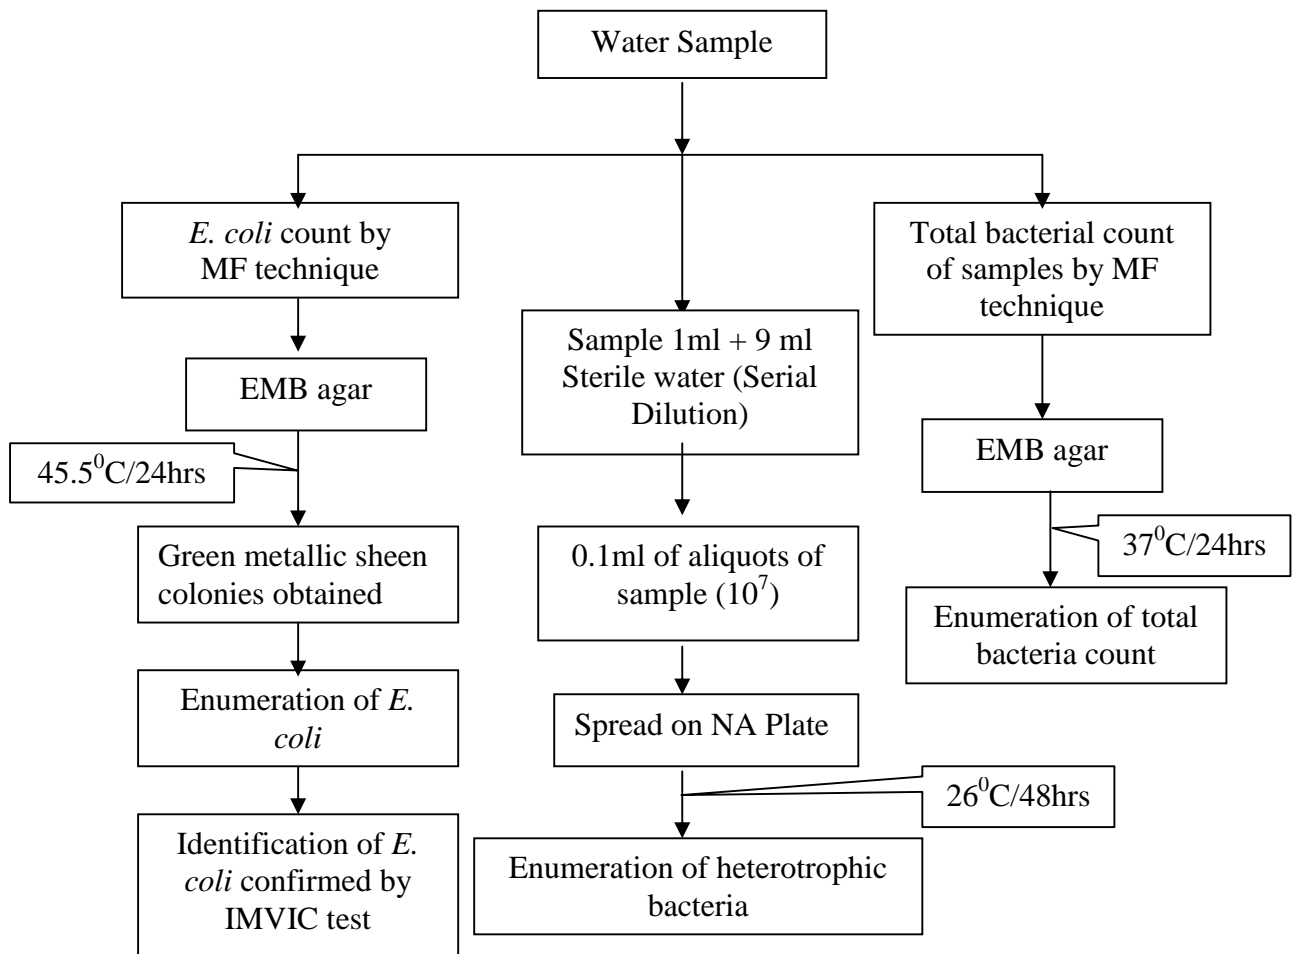 Water Sample
E. coli count by
MF technique
EMB agar
45.5⁰C/24hrs
Green metallic sheen
colonies obtained
Enumeration of E.
coli
Identification of E.
coli confirmed by
IMVIC test
Sample 1ml + 9 ml
Sterile water (Serial
Dilution)
0.1ml of aliquots of
sample (10⁷)
Spread on NA Plate
26⁰C/48hrs
Enumeration of heterotrophic
bacteria
Total bacterial count
of samples by MF
technique
EMB agar
37⁰C/24hrs
Enumeration of total
bacteria count